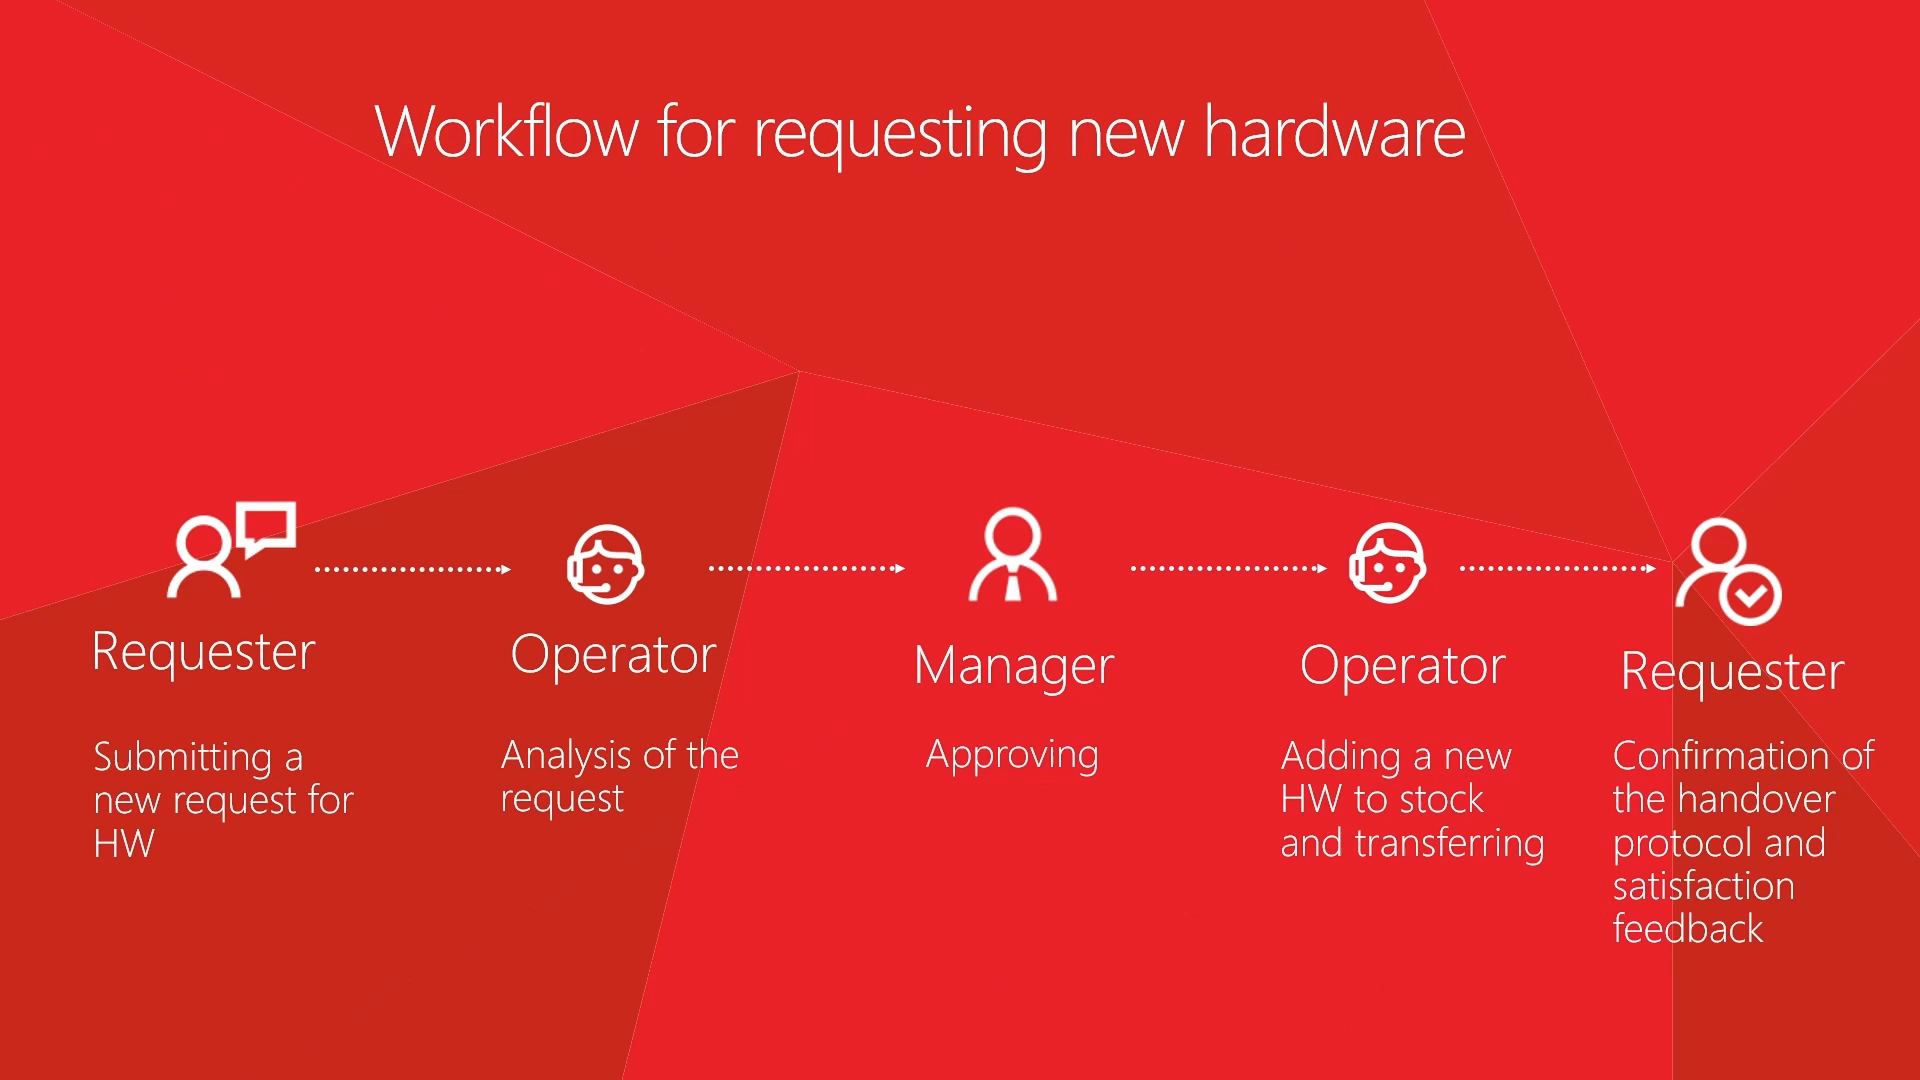 Workflow for requesting new hardware
Requester
Submitting a
new request for
HW
Operator
Analysis of the
request
Manager
Approving
Operator
Adding a new
HW to stock
and transferring
Requester
Confirmation of
the handover
protocol and
satisfaction
feedback